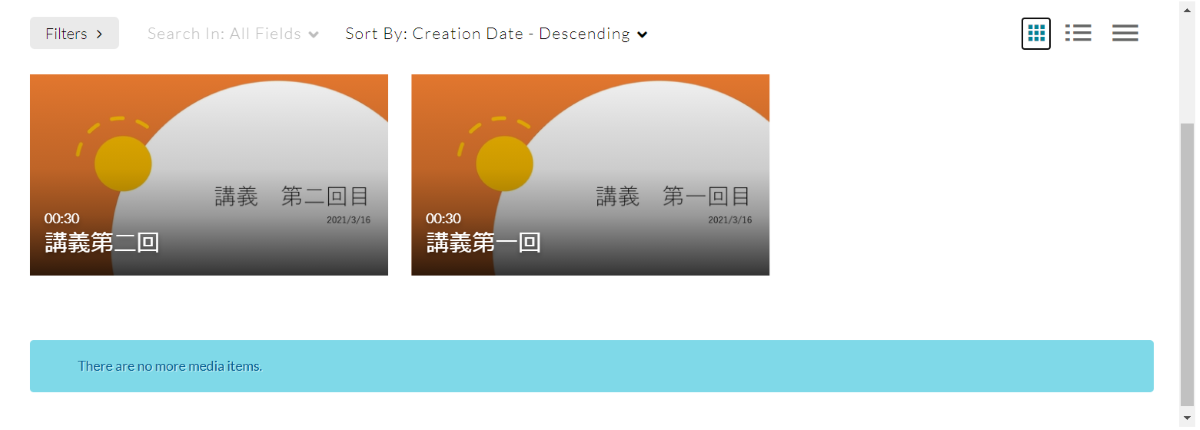 Filters
Search In: All Fields
Sort By: Creation Date - Descending
講義　第二回目
2021/3/16
00:30
講義第二回
講義　第一回目
2021/3/16
00:30
講義第一回
There are no more media items.